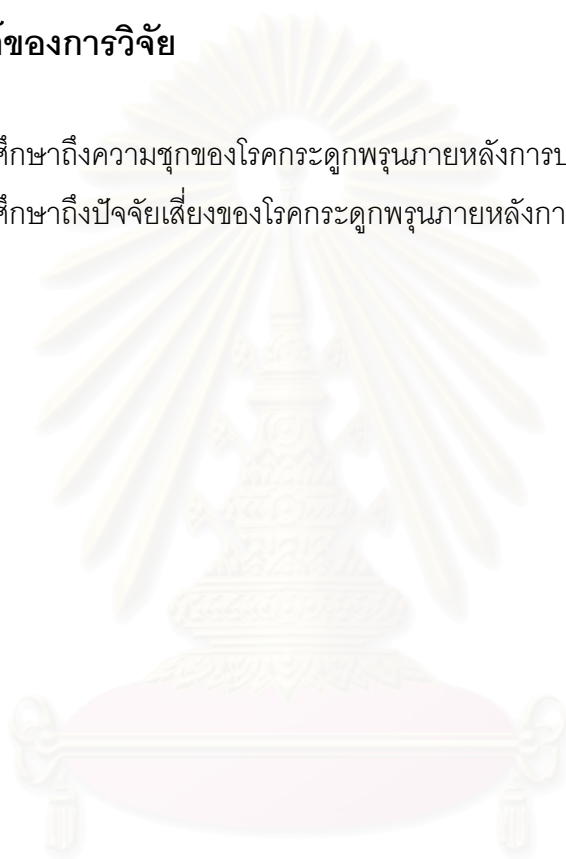 ของการวิจัย
ศึกษาถึงความชุกของโรคกระดูกพรุนภายหลังการ
ศึกษาถึงปัจจัยเสี่ยงของโรคกระดูกพรุนภายหลังกา